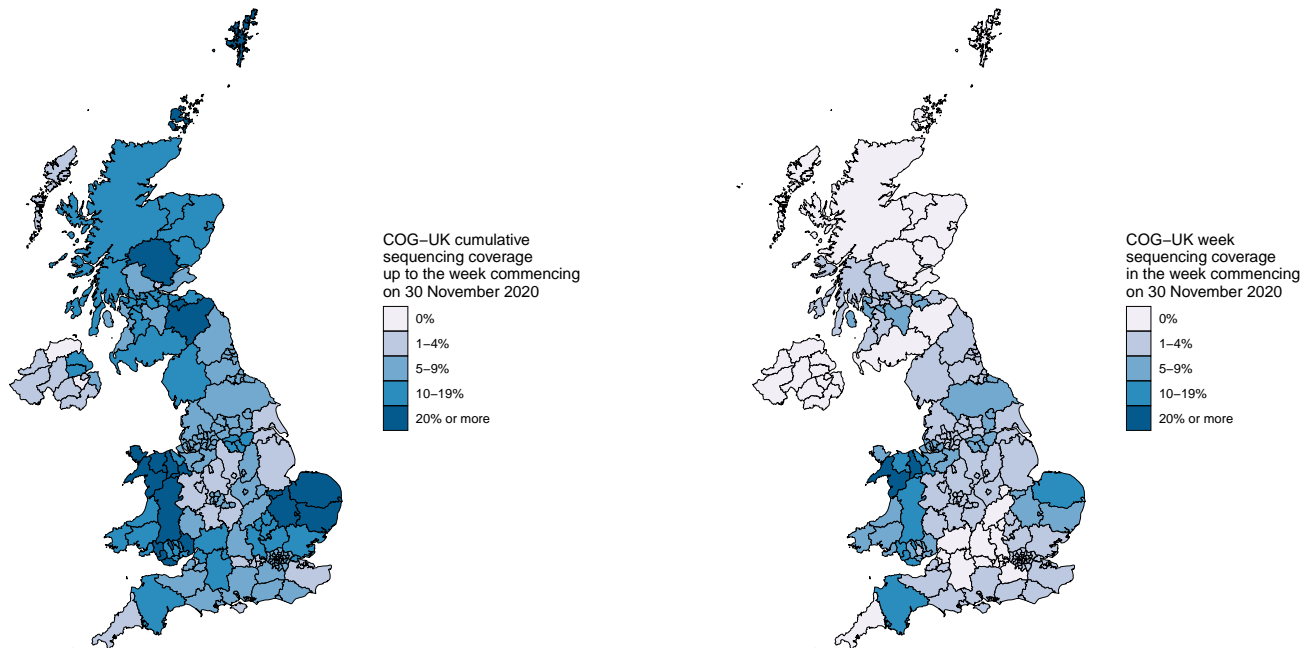 COG–UK cumulative
sequencing coverage
up to the week commencing
on 30 November 2020
0%
1–4%
5–9%
10–19%
20% or more
COG–UK week
sequencing coverage
in the week commencing
on 30 November 2020
0%
1–4%
5–9%
10–19%
20% or more